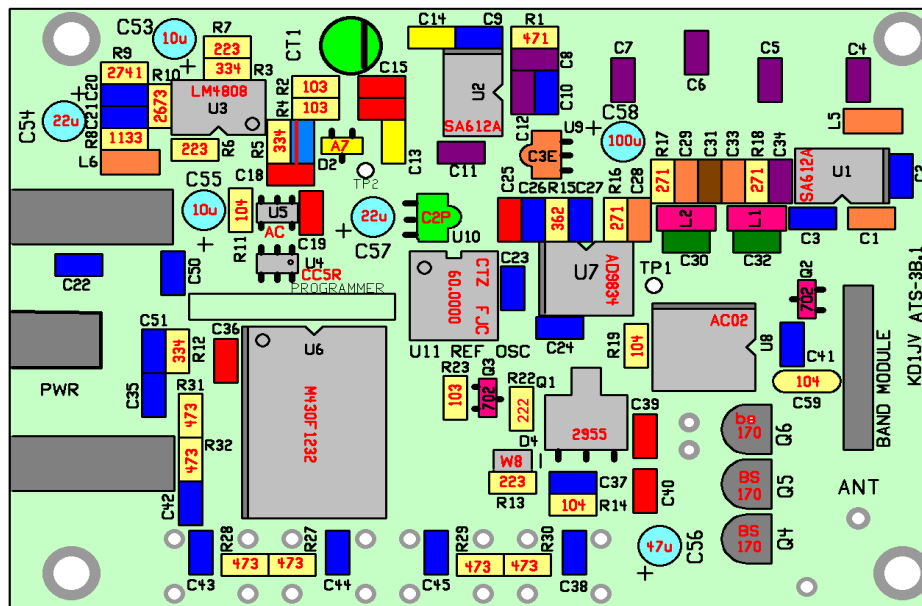 C53
10u
R7
223
334
R3
CT1
C14
C9
R1
471
C8
C7
C6
C5
C4
R9
2741
R10
2673
C20
C21
R8
1133
L6
LM4808
U3
R2
103
R4
103
C15
U2
SA612A
C10
C12
C58
100u
U9
C3E
L5
C54
22u
R6
223
R5
334
D2
A7
C13
C11
TP2
R16
R17
271
C29
C31
C33
R18
271
C34
SA612A
U1
C2
C18
C55
10u
104
R11
U5
AC
C19
22u
C57
C2P
U10
C25
C26
R15
362
C27
271
C28
L2
C30
L1
C32
C3
C1
U4
CC5R
PROGRAMMER
C22
C50
CTZ F JC
60.0000
C23
U7
AD9834
TP1
Q2
702
KD1JV ATS-3B.1
C51
334
R12
C36
U6
M430F1232
U11 REF OSC
C24
R19
104
AC02
U8
C41
104
C59
BAND MODULE
PWR
C35
R31
473
R32
473
C42
R23
103
Q3
702
R22
222
Q1
2955
C39
D4
W8
223
R13
C37
104
R14
C40
bs
170
Q6
BS
170
Q5
BS
170
Q4
ANT
47u
C56
C43
R28
473
R27
473
C44
C45
R29
473
R30
473
C38